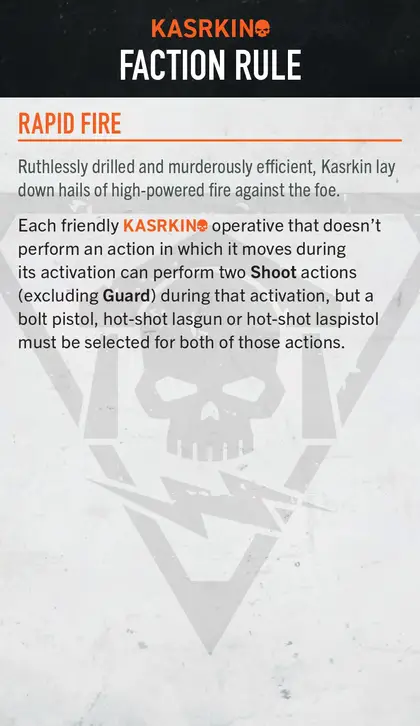 KASRKIN
FACTION RULE
RAPID FIRE
Ruthlessly drilled and murderously efficient, Kasrkin lay
down hails of high-powered fire against the foe.
Each friendly KASRKIN operative that doesn’t
perform an action in which it moves during
its activation can perform two Shoot actions
(excluding Guard) during that activation, but a
bolt pistol, hot-shot lasgun or hot-shot laspistol
must be selected for both of those actions.